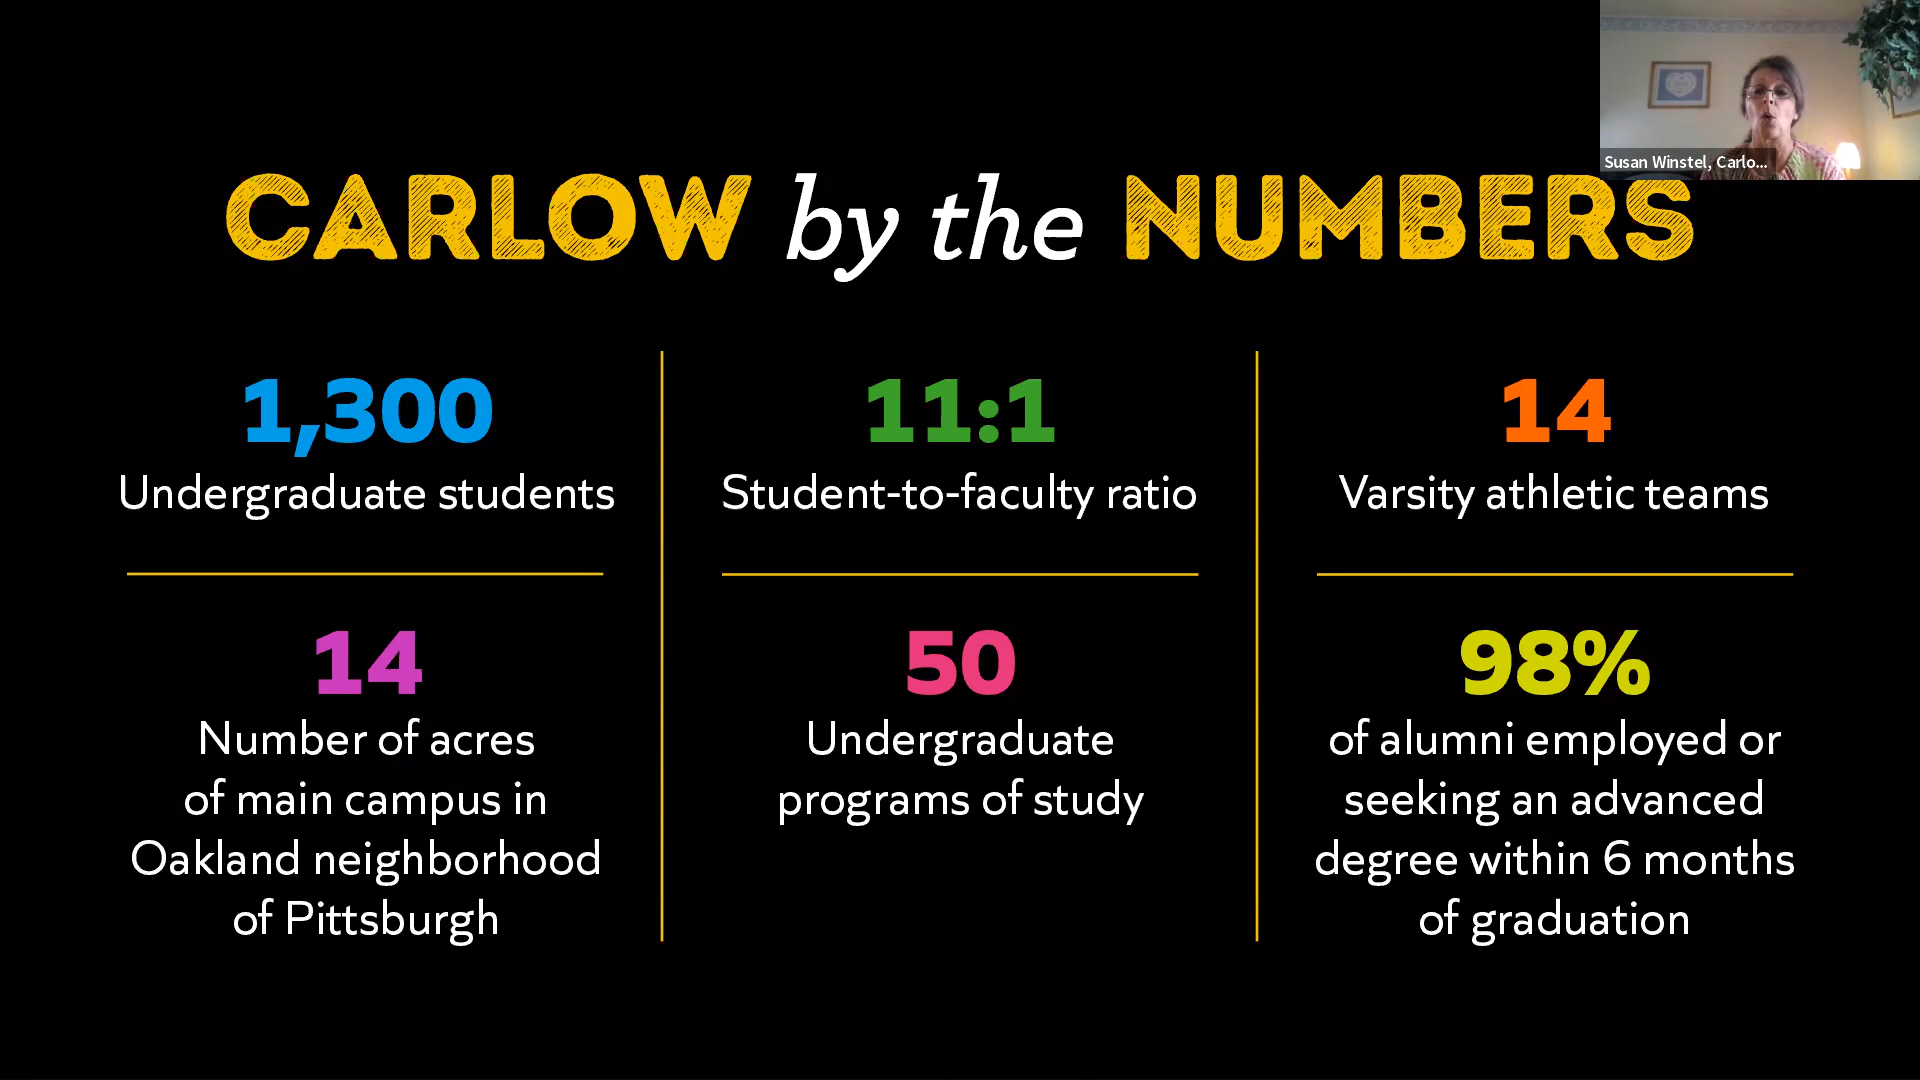 Susan Winstel, Carlo...
CARLOW by the NUMBERS
1,300
Undergraduate students
11:1
Student-to-faculty ratio
14
Varsity athletic teams
14
Number of acres
of main campus in
Oakland neighborhood
of Pittsburgh
50
Undergraduate
programs of study
98%
of alumni employed or
seeking an advanced
degree within 6 months
of graduation